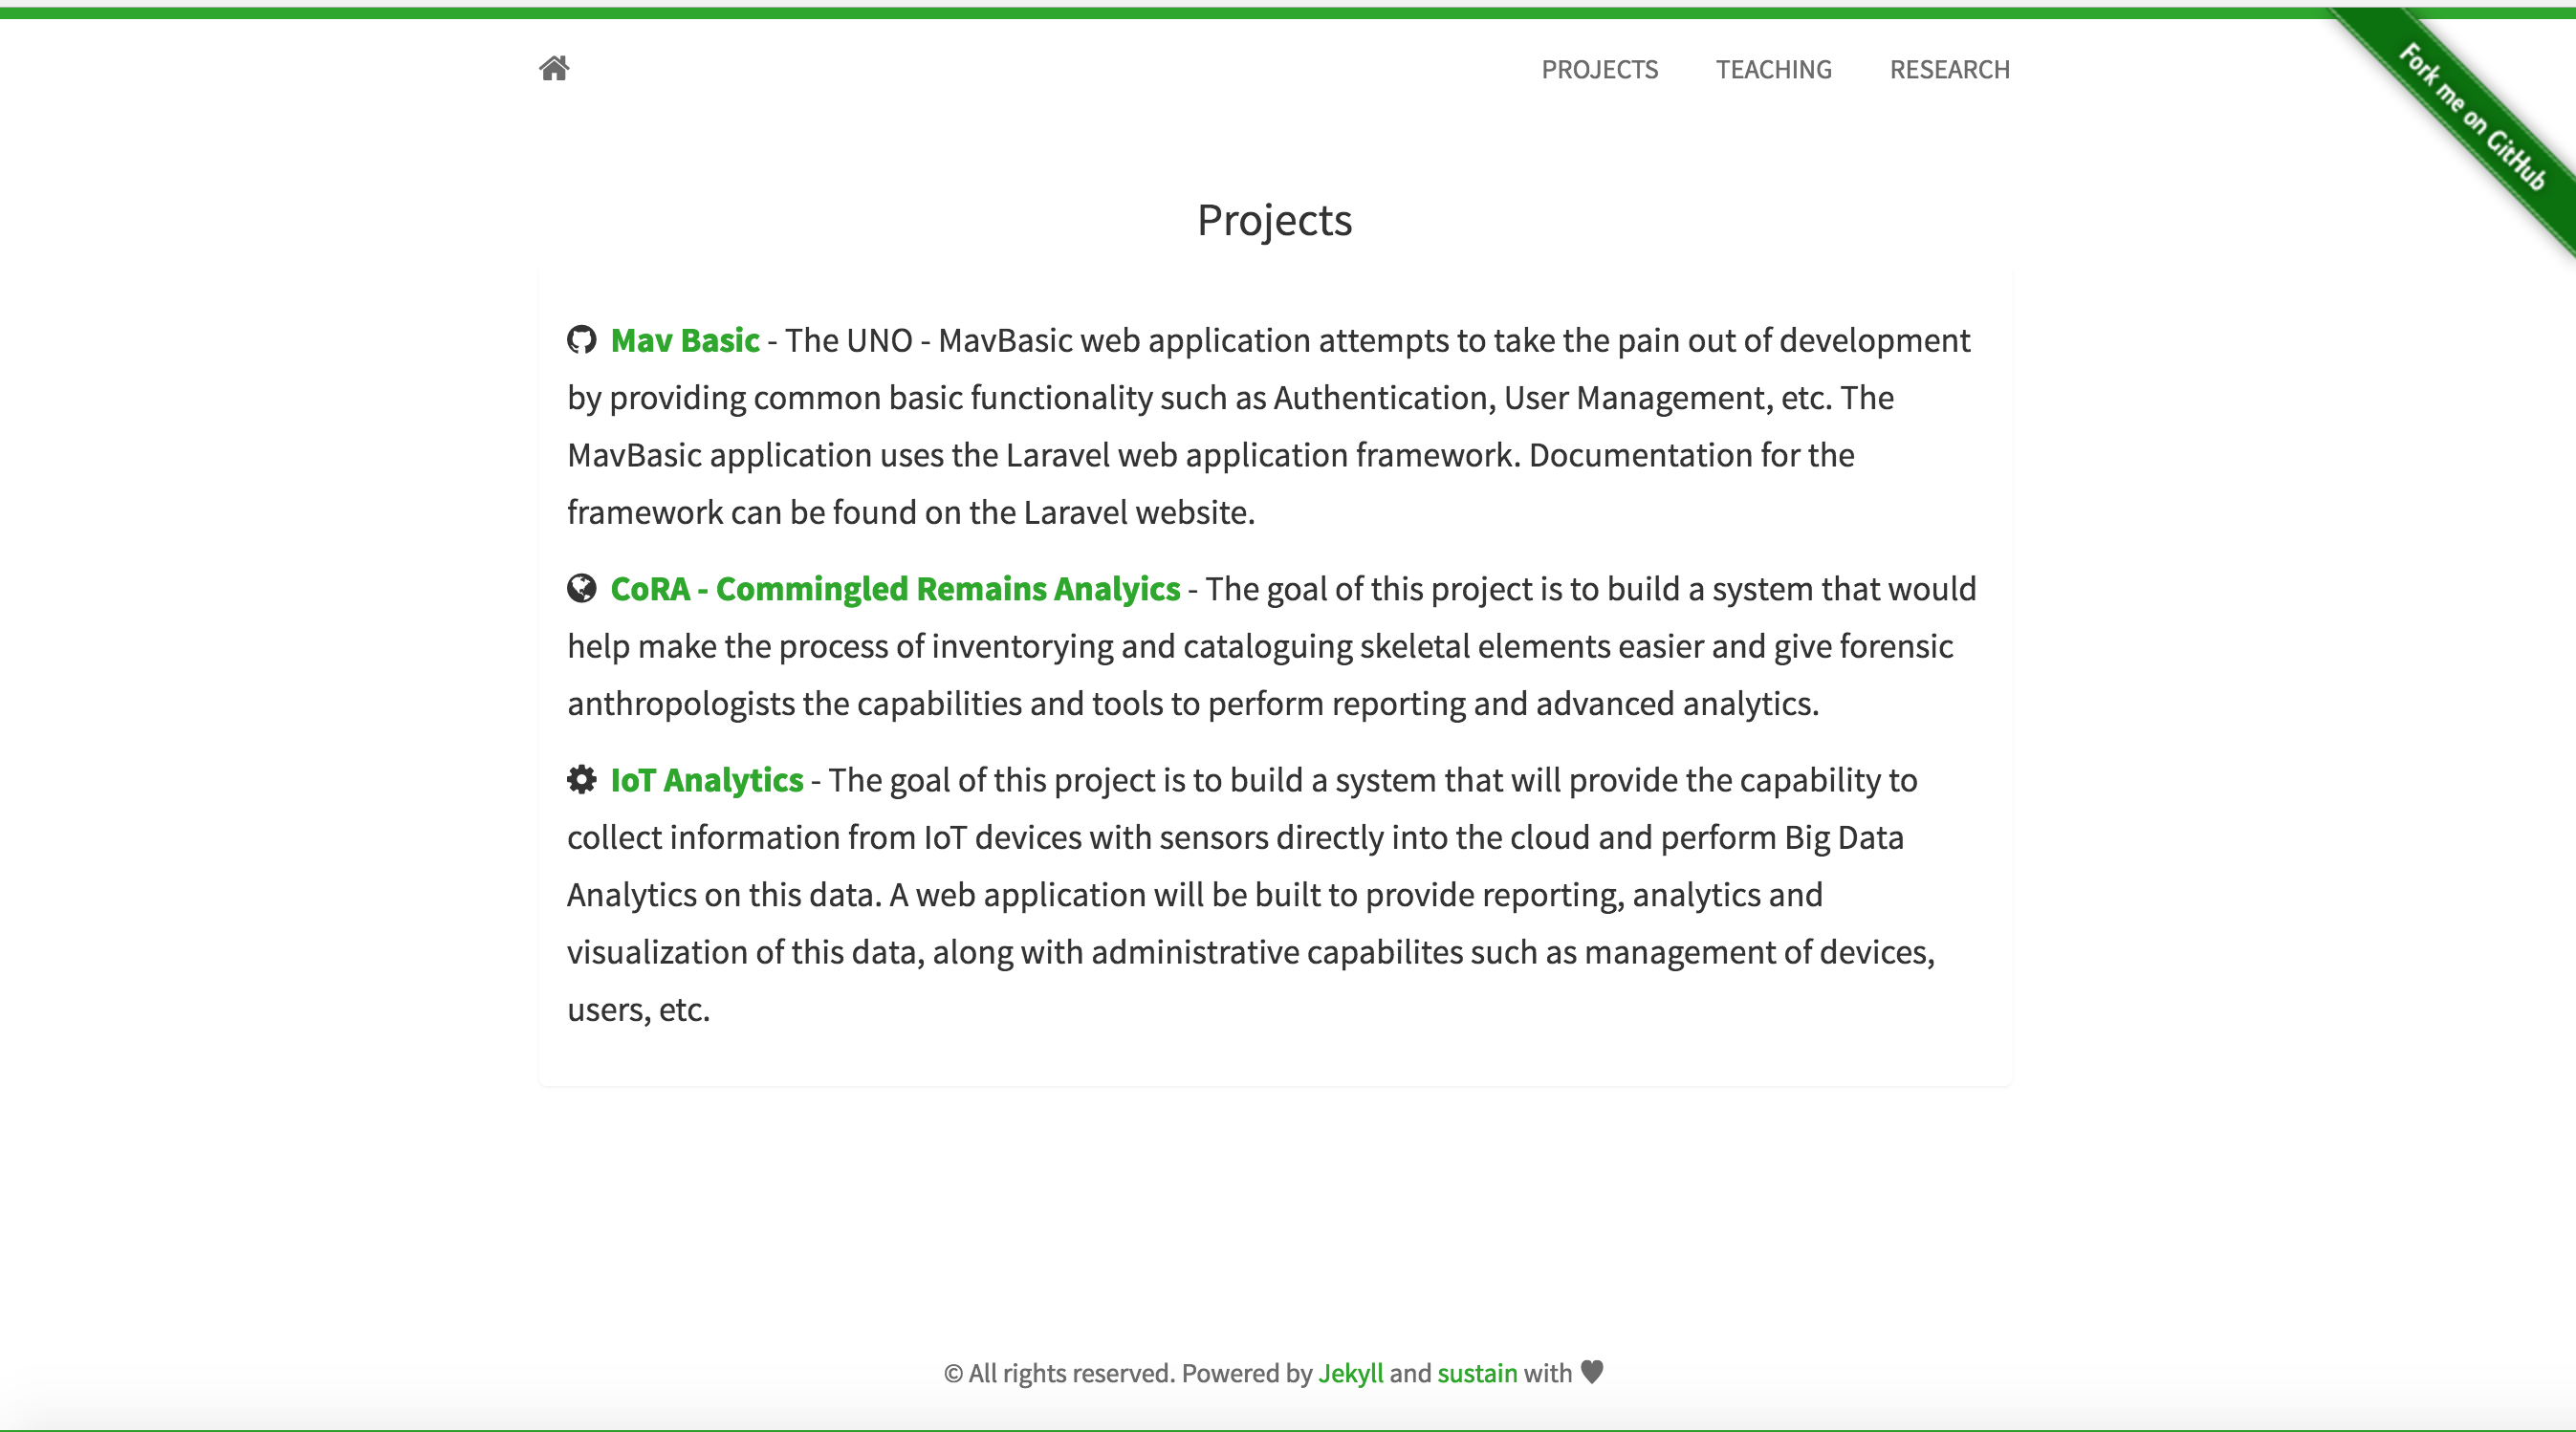 PROJECTS TEACHING RESEARCH
Fork me on GitHub
Projects
Mav Basic - The UNO - MavBasic web application attempts to take the pain out of development
by providing common basic functionality such as Authentication, User Management, etc. The
MavBasic application uses the Laravel web application framework. Documentation for the
framework can be found on the Laravel website.
CoRA - Commingled Remains Analyics - The goal of this project is to build a system that would
help make the process of inventorying and cataloguing skeletal elements easier and give forensic
anthropologists the capabilities and tools to perform reporting and advanced analytics.
IoT Analytics - The goal of this project is to build a system that will provide the capability to
collect information from IoT devices with sensors directly into the cloud and perform Big Data
Analytics on this data. A web application will be built to provide reporting, analytics and
visualization of this data, along with administrative capabilites such as management of devices,
users, etc.
© All rights reserved. Powered by Jekyll and sustain with ♥